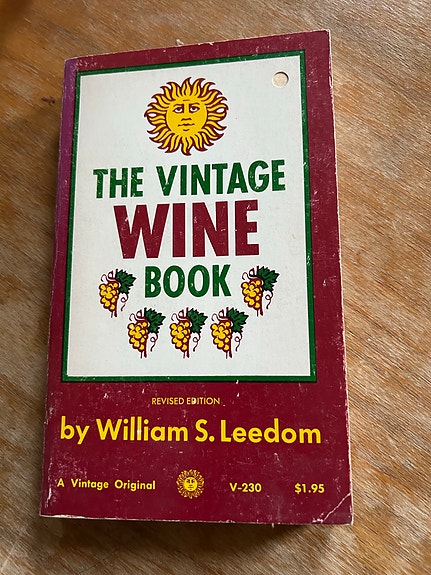 THE VINTAGE
WINE
BOOK
REVISED EDITION
by William S. Leedom
A Vintage Original V-230 $1.95